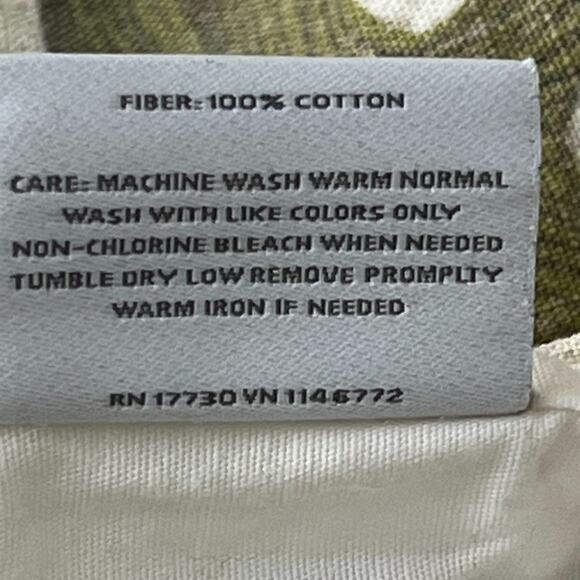 FIBER: 100% COTTON
CARE: MACHINE WASH WARM NORMAL
WASH WITH LIKE COLORS ONLY
NON-CHLORINE BLEACH WHEN NEEDED
TUMBLE DRY LOW REMOVE PROMPLTY
WARM IRON IF NEEDED
RN 17730 VN 1146772